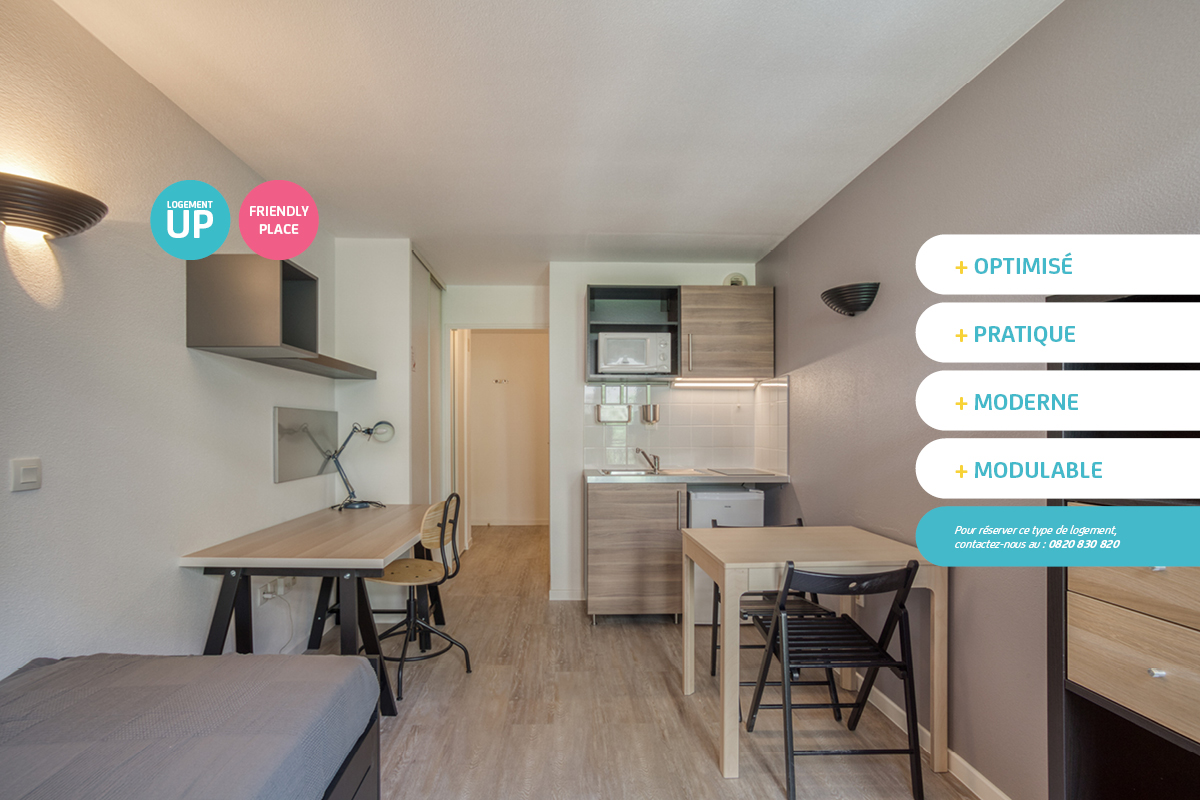 LOGEMENT
UP
FRIENDLY
PLACE
+ OPTIMISÉ
+ PRATIQUE
+ MODERNE
+ MODULABLE
Pour réserver ce type de logement,
contactez-nous au : 0820 830 820